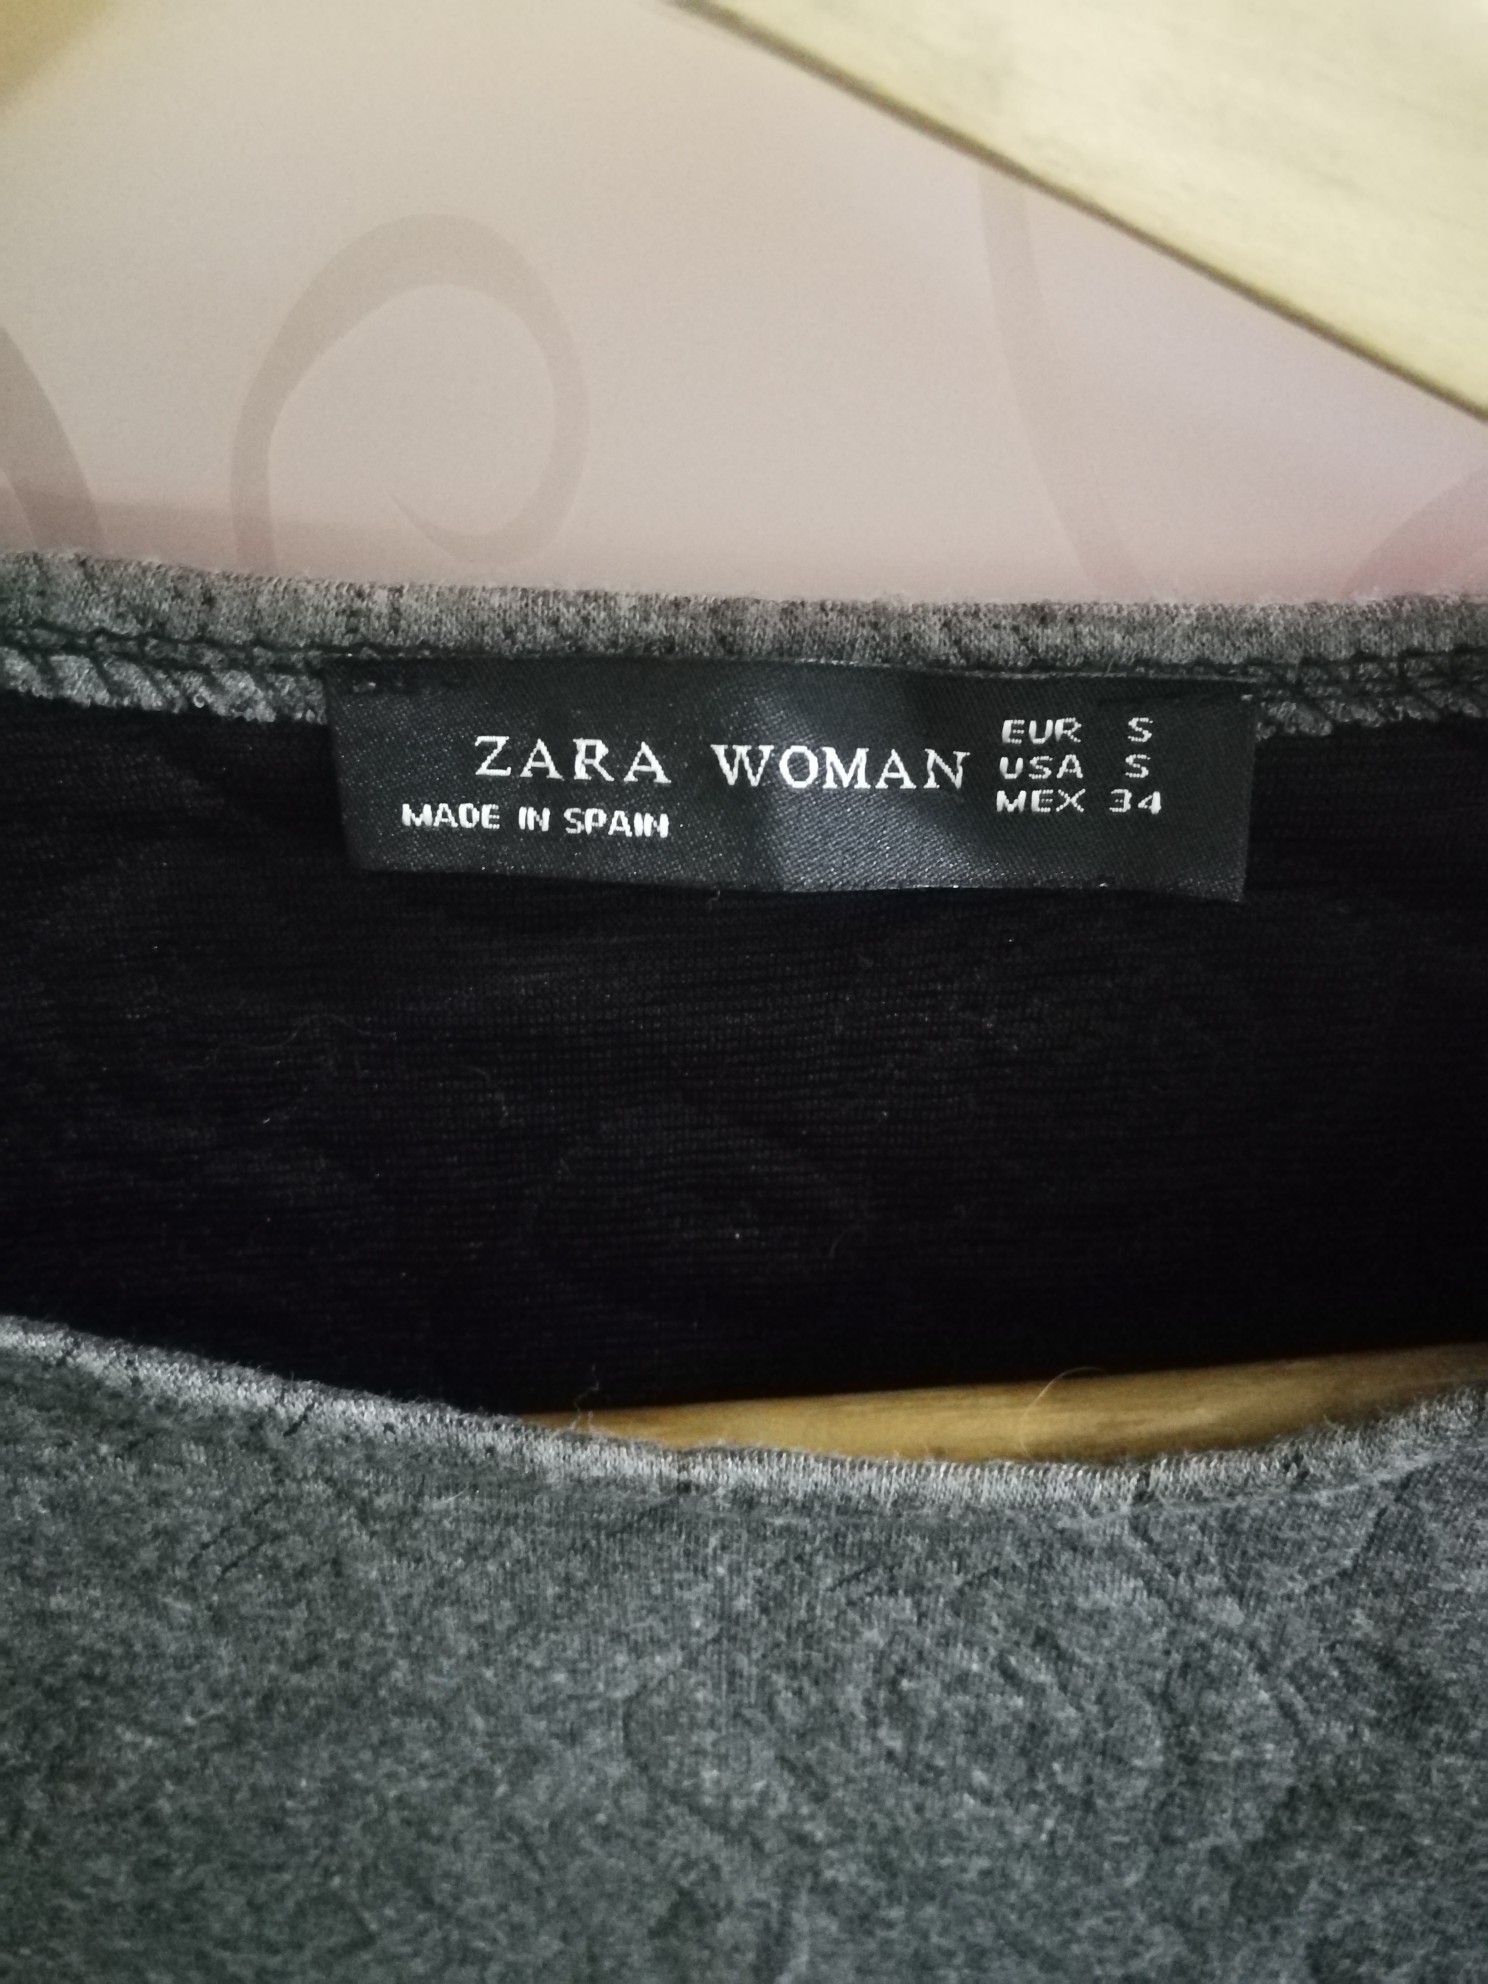 ZARA WOMAN
MADE IN SPAIN
EUR S
USA S
MEX 34